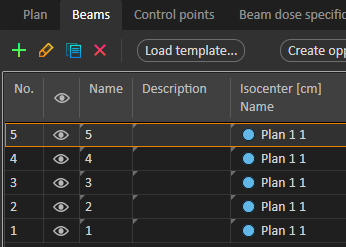 Plan Beams Control points Beam dose specific
Load template... Create opp
No. Name Description Isocenter [cm]
Name
5 5 Plan 1 1
4 4 Plan 1 1
3 3 Plan 1 1
2 2 Plan 1 1
1 1 Plan 1 1